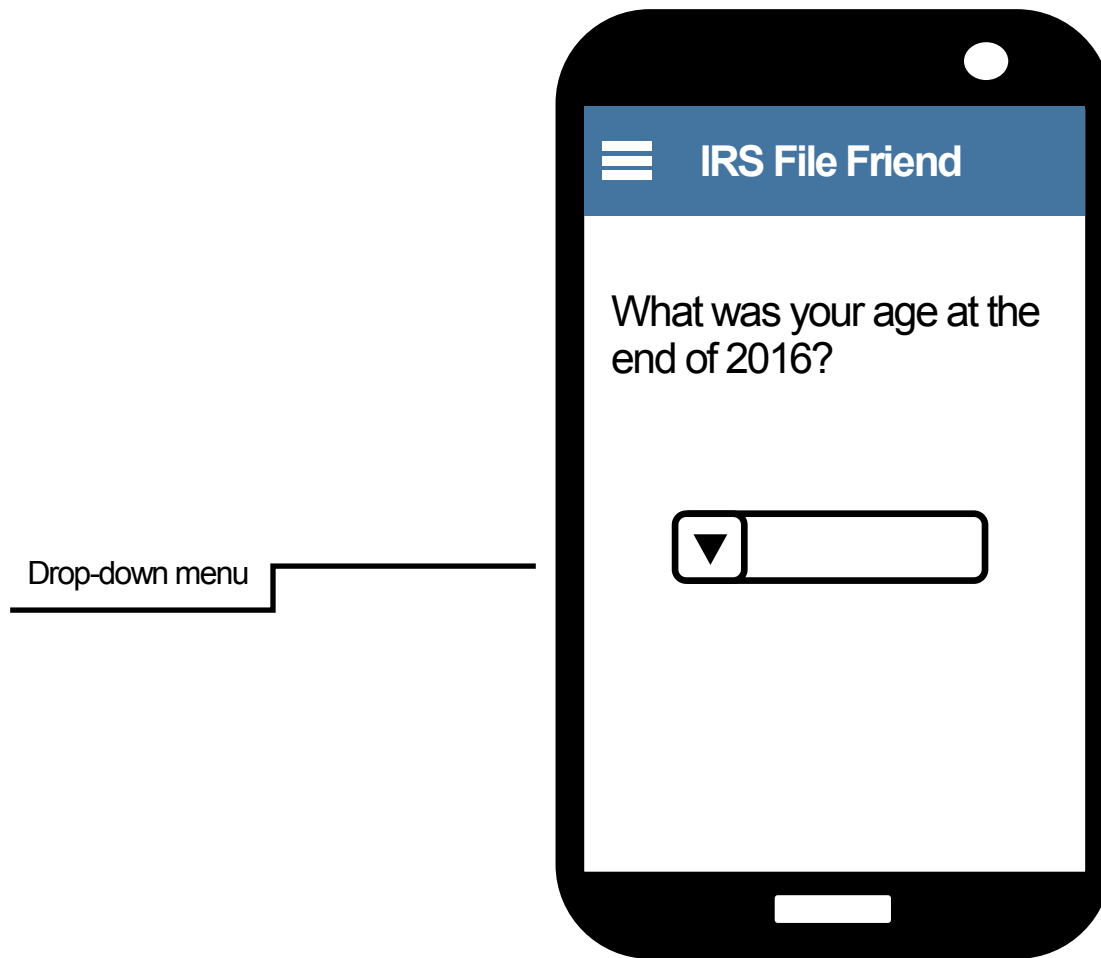 IRS File Friend
What was your age at the
end of 2016?
Drop-down menu